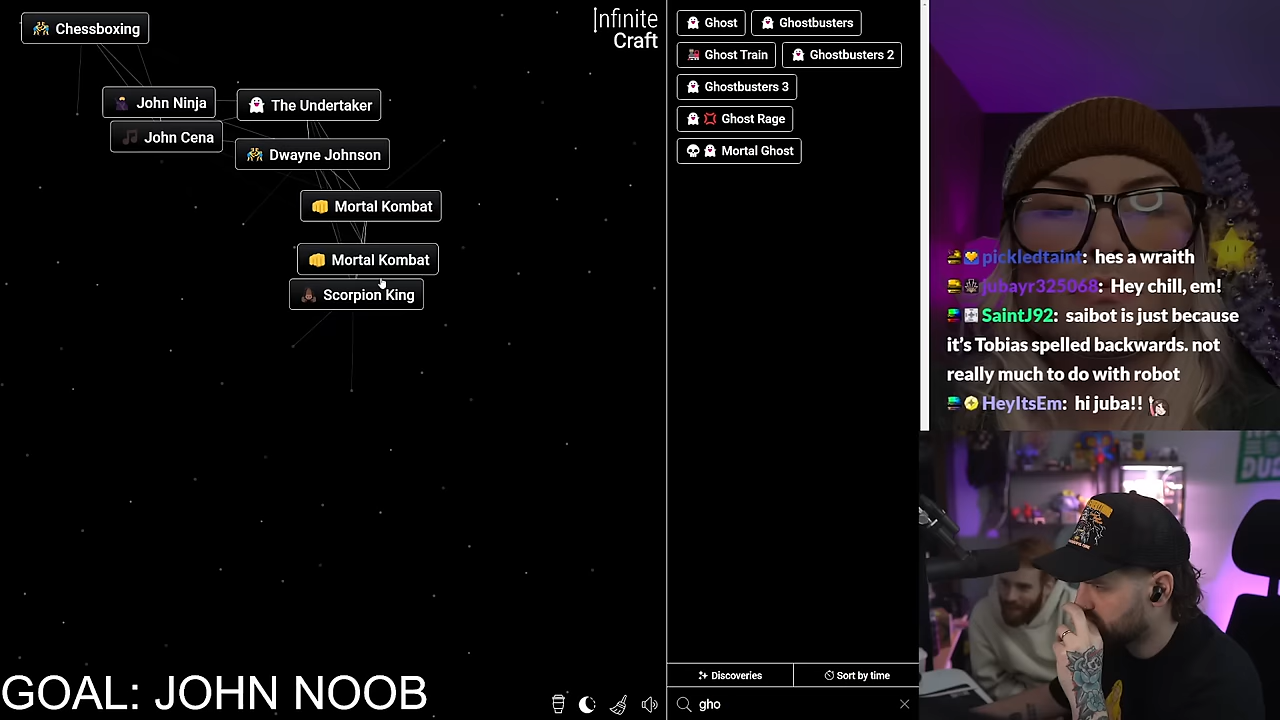 Chessboxing
John Ninja
The Undertaker
John Cena
Dwayne Johnson
Mortal Kombat
Mortal Kombat
Scorpion King
Infinite
Craft
GOAL: JOHN NOOB
Ghost
Ghostbusters
Ghost Train
Ghostbusters 2
Ghostbusters 3
Ghost Rage
Mortal Ghost
Discoveries
Sort by time
gho
pickledtaint: hes a wraith
jubayr325068: Hey chill, em!
SaintJ92: saibot is just because
it's Tobias spelled backwards. not
really much to do with robot
HeyItsEm: hi juba!!